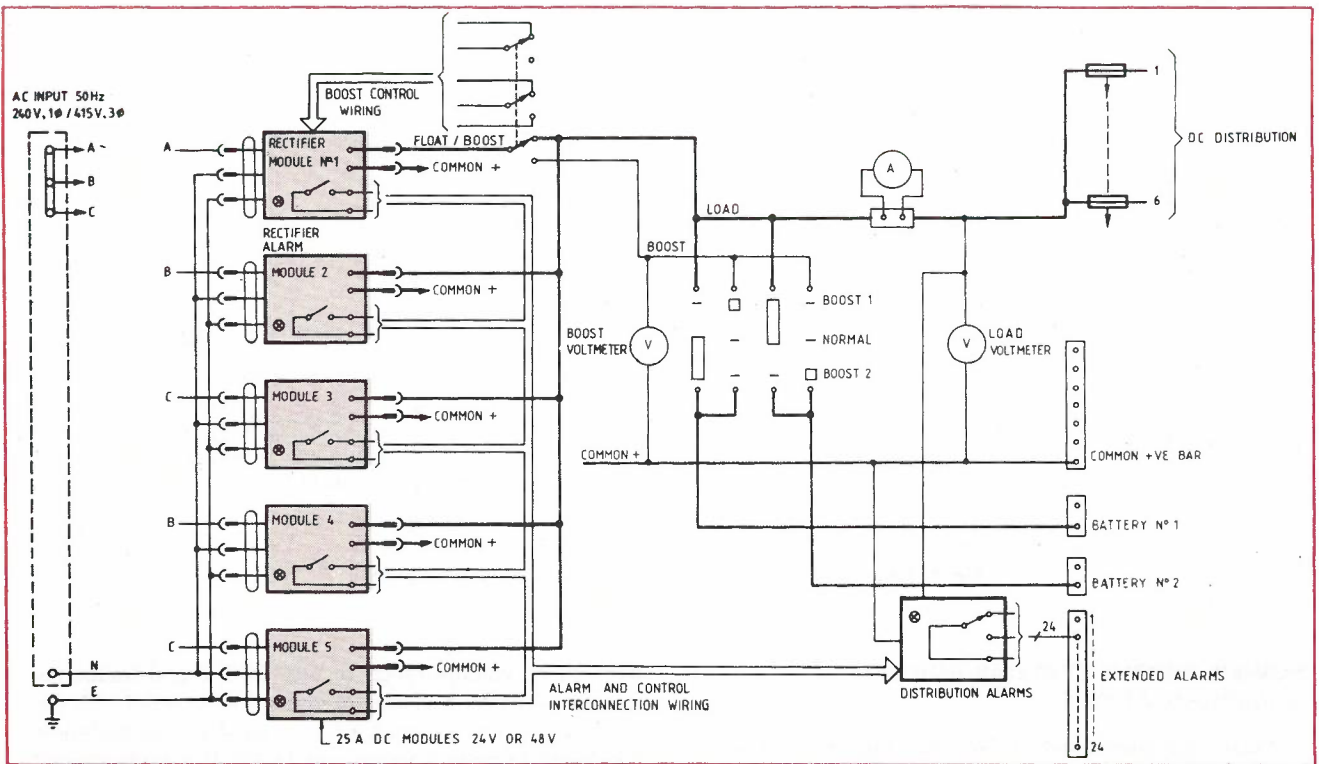 AC INPUT 50Hz
240V,1ø / 415V.3ø
A ~
B
C
N
E
BOOST CONTROL
WIRING
A
RECTIFIER
MODULE Nº1
FLOAT / BOOST
COMMON +
RECTIFIER
ALARM
B
MODULE 2
COMMON +
C
MODULE 3
COMMON +
B
MODULE 4
COMMON +
C
MODULE 5
COMMON +
25 A DC MODULES 24V OR 48V
ALARM AND CONTROL
INTERCONNECTION WIRING
LOAD
A
1
6
DC DISTRIBUTION
BOOST
BOOST
VOLTMETER
V
BOOST 1
NORMAL
BOOST 2
V
LOAD
VOLTMETER
COMMON +
COMMON +VE BAR
BATTERY Nº 1
BATTERY Nº 2
DISTRIBUTION ALARMS
24
1
EXTENDED ALARMS
24